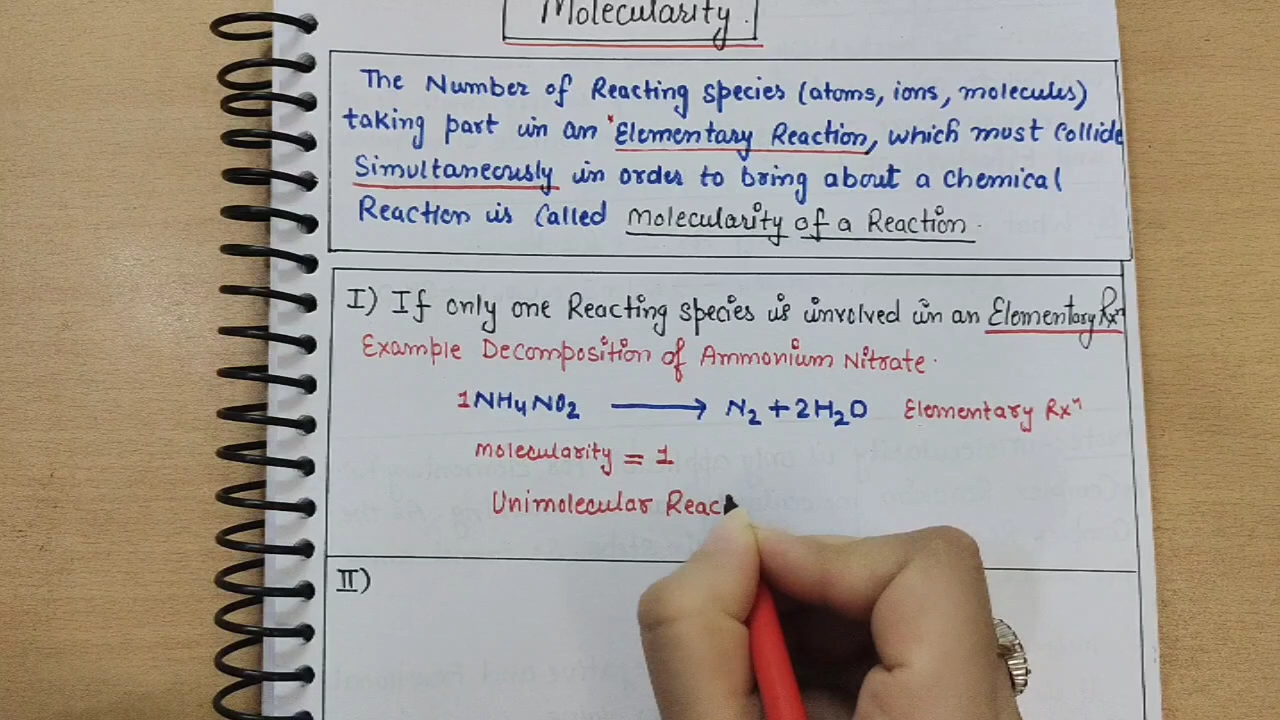 Molecularity.
The Number of Reacting species (atoms, ions, molecules)
taking part in an *Elementary Reaction, which must Collide
Simultaneously in order to bring about a Chemical
Reaction is Called Molecularity of a Reaction.
I) If only one Reacting species is involved in an Elementary Rxⁿ
Example Decomposition of Ammonium Nitrate.
1NH4NO2 → N2 + 2H2O Elementary Rxⁿ
Molecularity = 1
Unimolecular Reac
II)